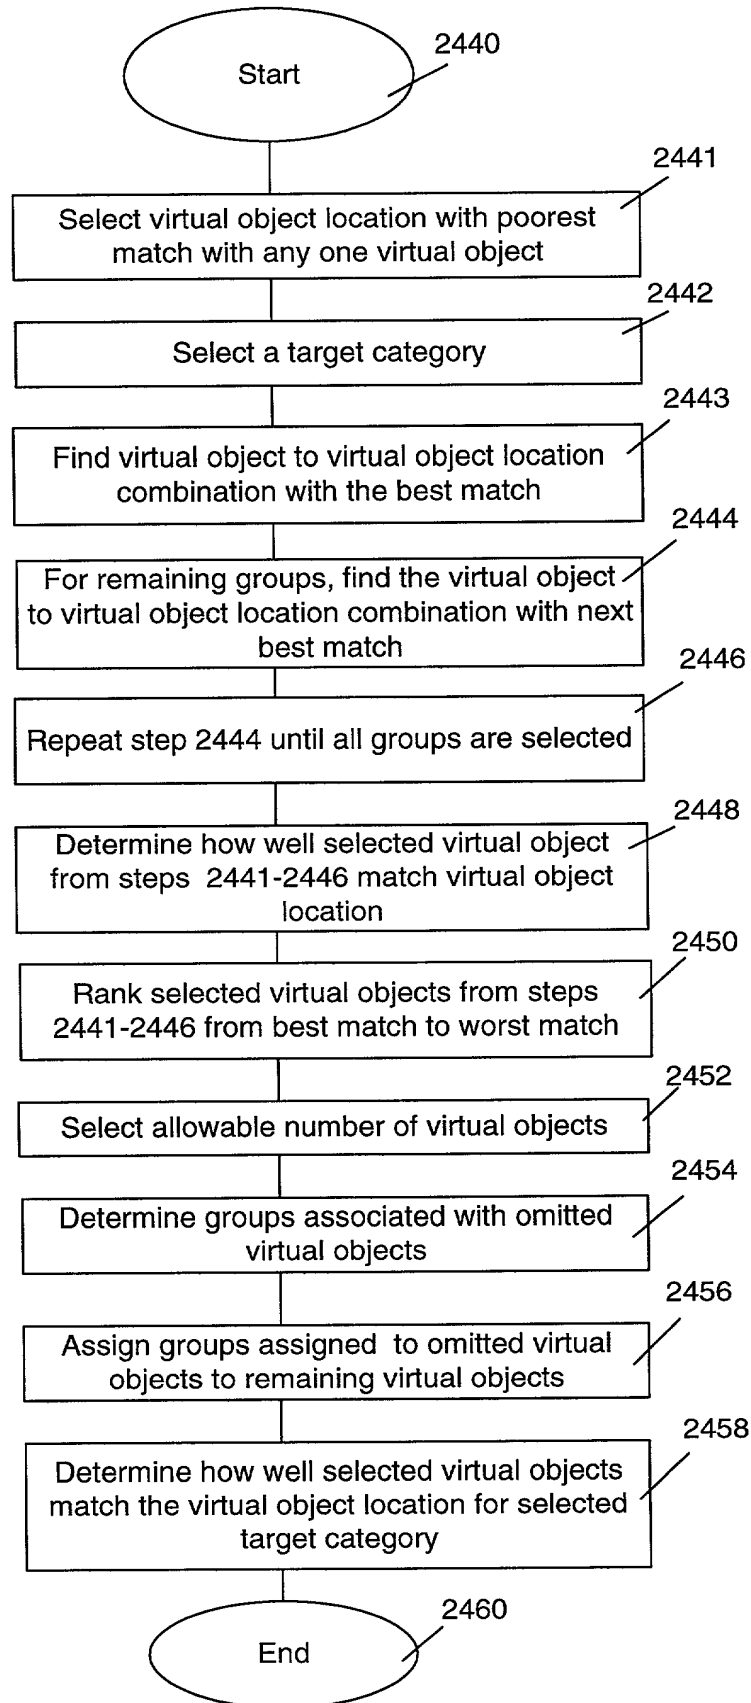 Start
2440
2441
Select virtual object location with poorest
match with any one virtual object
2442
Select a target category
2443
Find virtual object to virtual object location
combination with the best match
2444
For remaining groups, find the virtual object
to virtual object location combination with next
best match
2446
Repeat step 2444 until all groups are selected
2448
Determine how well selected virtual object
from steps 2441-2446 match virtual object
location
2450
Rank selected virtual objects from steps
2441-2446 from best match to worst match
2452
Select allowable number of virtual objects
2454
Determine groups associated with omitted
virtual objects
2456
Assign groups assigned to omitted virtual
objects to remaining virtual objects
2458
Determine how well selected virtual objects
match the virtual object location for selected
target category
2460
End